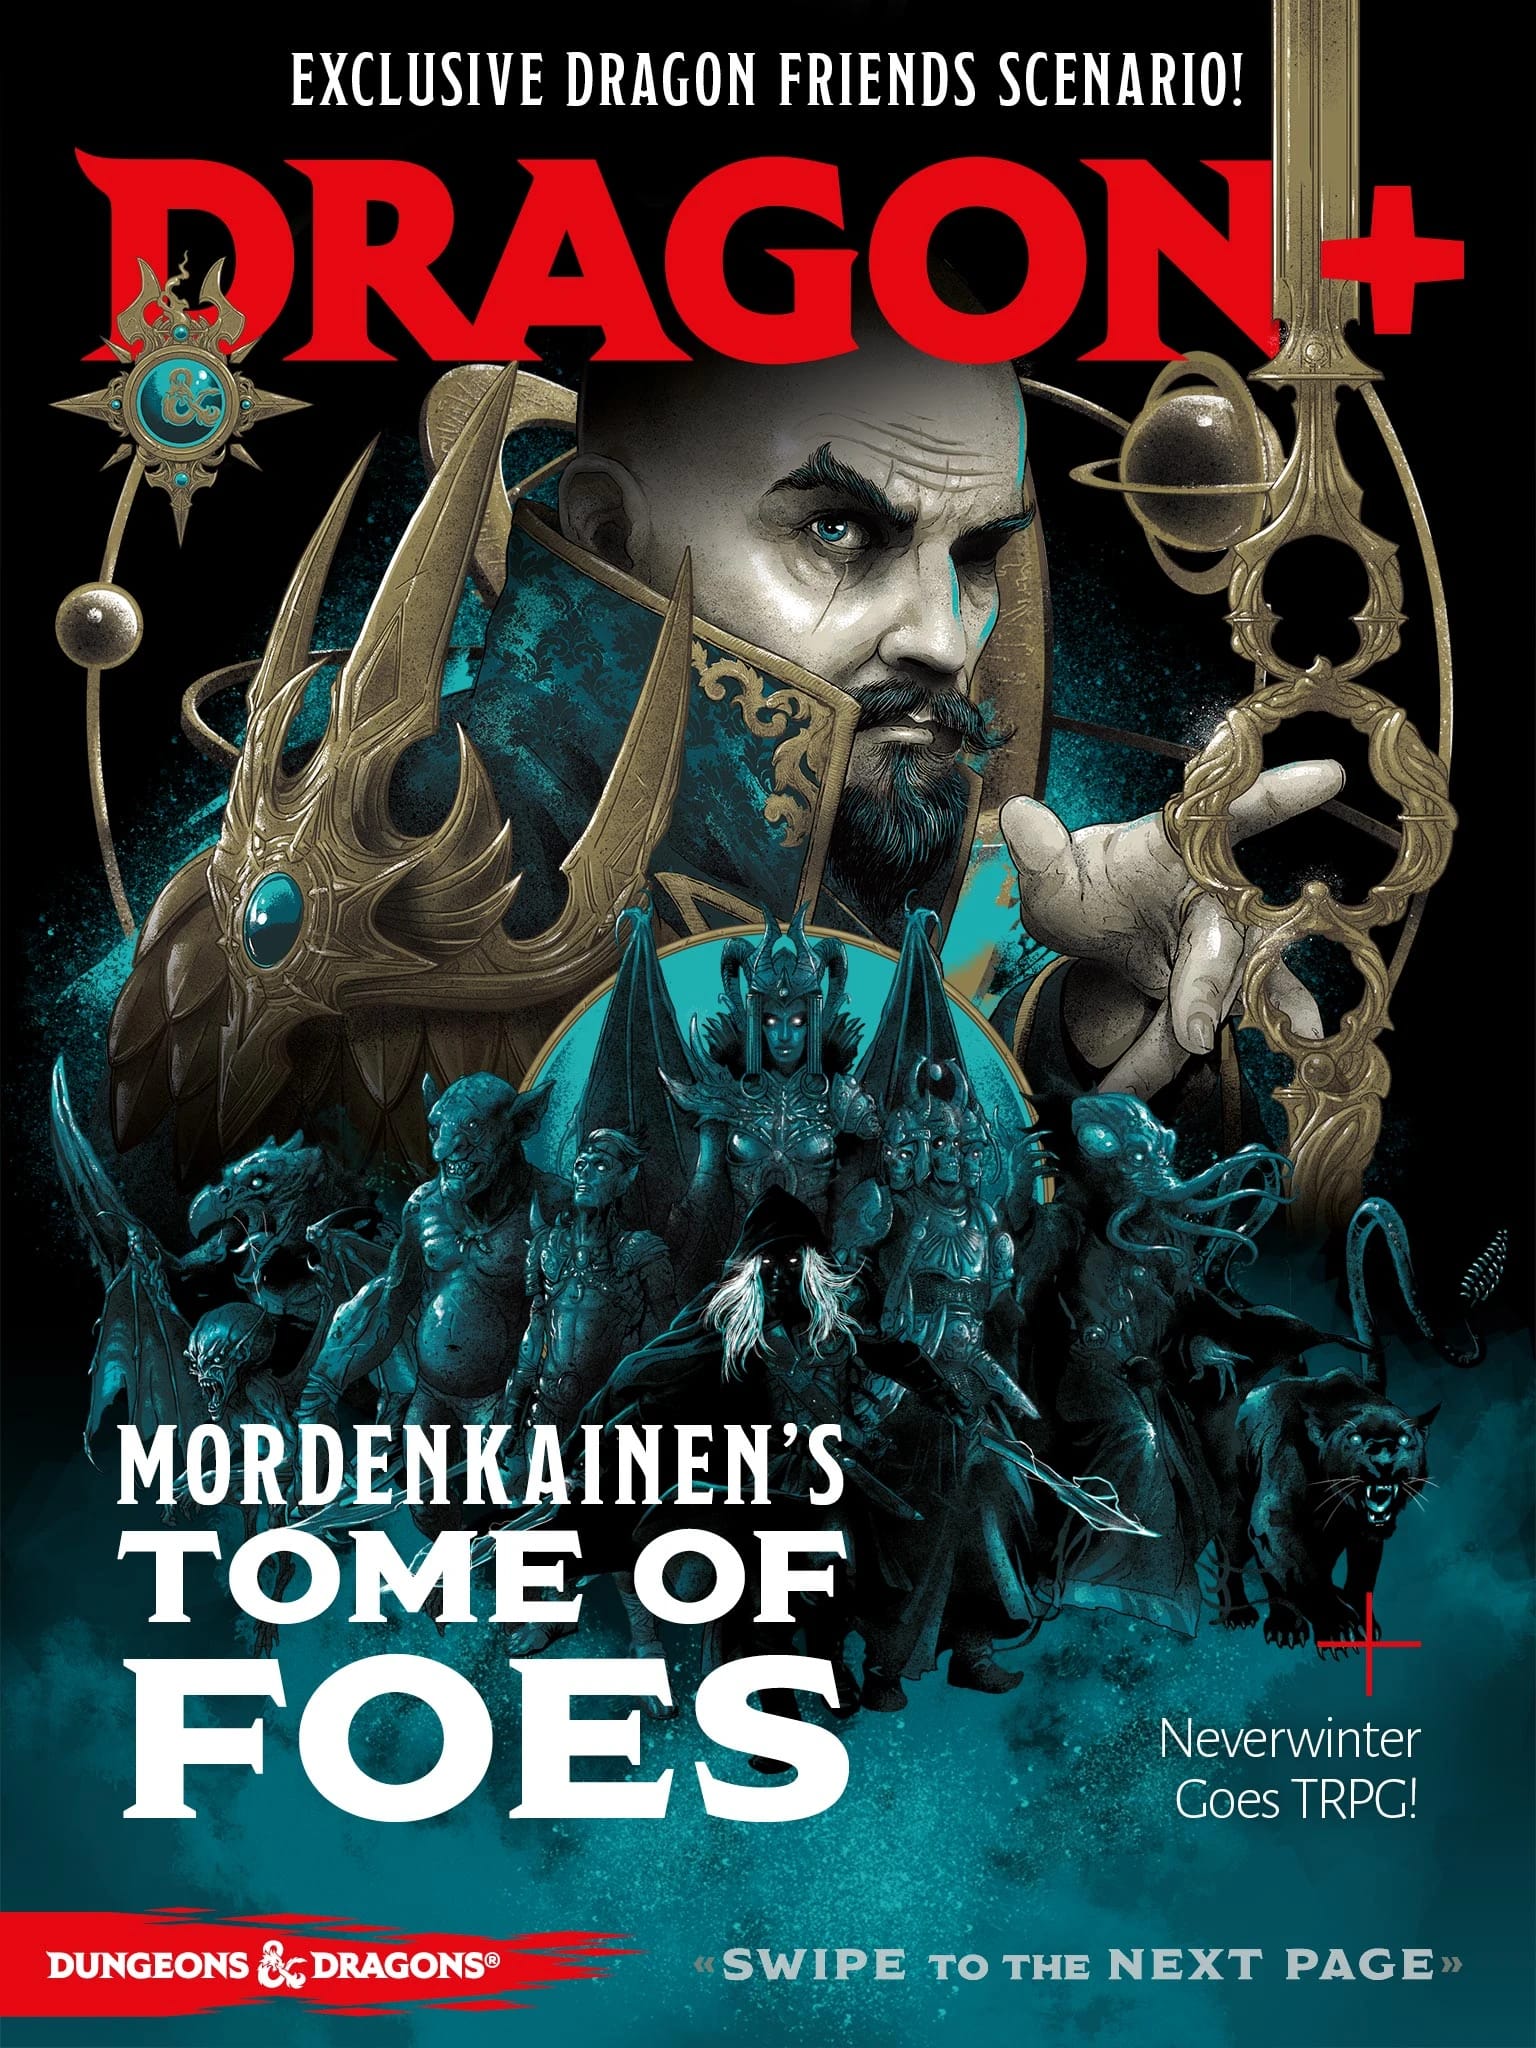 EXCLUSIVE DRAGON FRIENDS SCENARIO!
DRAGON+
&
MORDENKAINEN'S
TOME OF
FOES
Neverwinter
Goes TRPG!
DUNGEONS & DRAGONS®
«SWIPE TO THE NEXT PAGE»